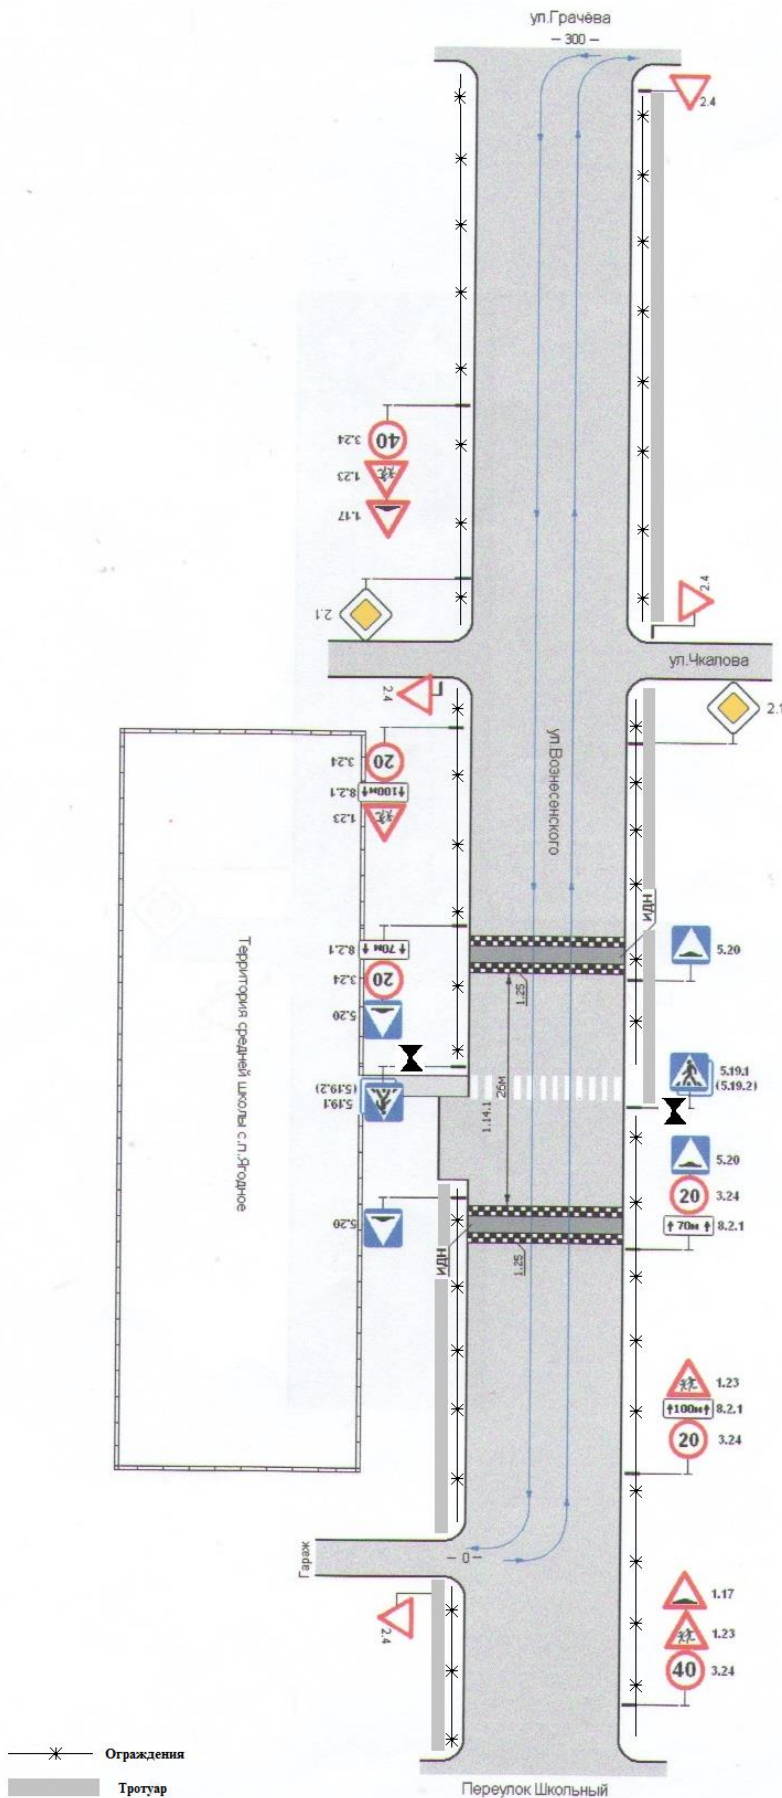 ул.Грачёва
– 300 –
2.4
3.24
40
1.23
1.17
2.4
2.1
ул.Чкалова
2.4
2.1
3.24
20
ул.Вознесенского
8.2.1
100м
1.23
ИДН
8.2.1
70м
5.20
3.24
20
1.25
5.20
Территория средней школы с.п.Ягодное
5.19.1
(5.19.2)
(5.19.2)
5.19.1
26м
1.14.1
5.20
20
3.24
70м
8.2.1
5.20
ИДН
1.25
1.23
100м
8.2.1
20
3.24
Гараж
– 0 –
1.17
2.4
1.23
40
3.24
Ограждения
Тротуар
Переулок Школьный